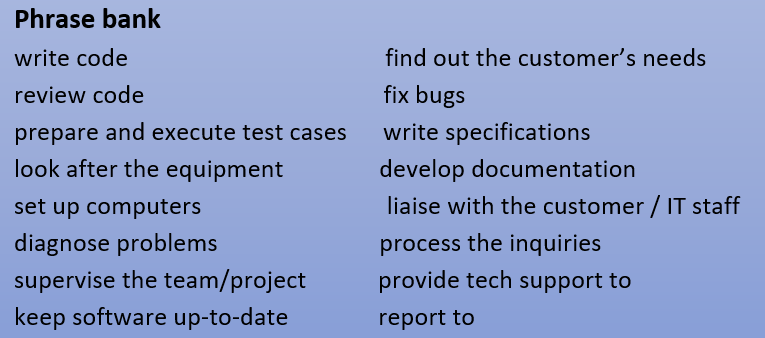 Phrase bank
write code
review code
prepare and execute test cases
look after the equipment
set up computers
diagnose problems
supervise the team/project
keep software up-to-date
find out the customer’s needs
fix bugs
write specifications
develop documentation
liaise with the customer / IT staff
process the inquiries
provide tech support to
report to